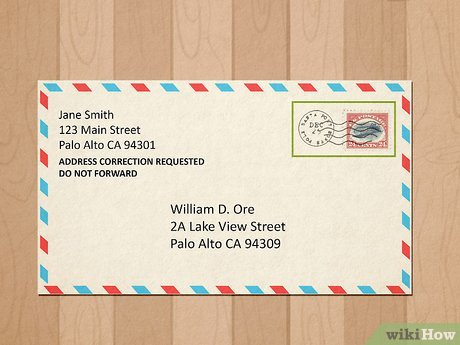 Jane Smith
123 Main Street
Palo Alto CA 94301
ADDRESS CORRECTION REQUESTED
DO NOT FORWARD
DEC
William D. Ore
2A Lake View Street
Palo Alto CA 94309
wikiHow